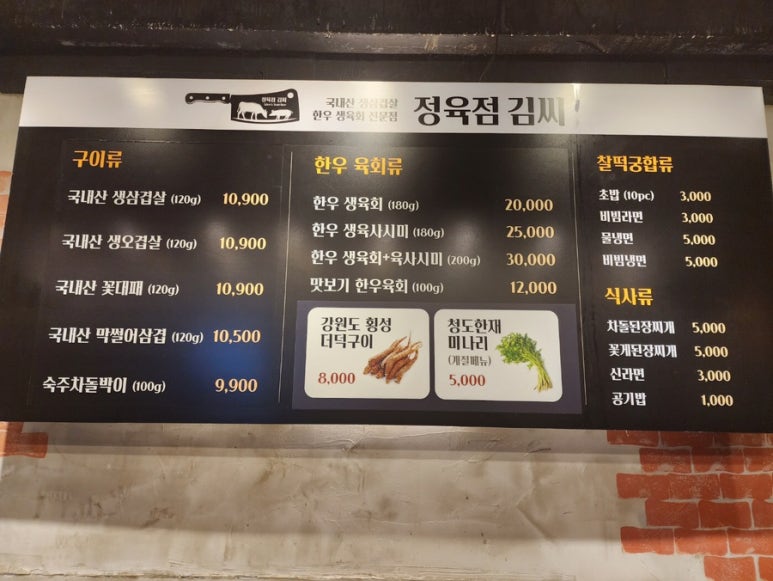 정육점 김씨
국내산 생삼겹살
한우 생육회 전문점
정육점 김씨
구이류
국내산 생삼겹살 (120g) 10,900
국내산 생오겹살 (120g) 10,900
국내산 꽃대패 (120g) 10,900
국내산 막썰어삼겹 (120g) 10,500
숙주차돌박이 (100g) 9,900
한우 육회류
한우 생육회 (180g) 20,000
한우 생육사시미 (180g) 25,000
한우 생육회+육사시미 (200g) 30,000
맛보기 한우육회 (100g) 12,000
강원도 횡성
더덕구이
8,000
청도한재
미나리
(계절메뉴)
5,000
찰떡궁합류
초밥 (10pc) 3,000
비빔라면 3,000
물냉면 5,000
비빔냉면 5,000
식사류
차돌된장찌개 5,000
꽃게된장찌개 5,000
신라면 3,000
공기밥 1,000